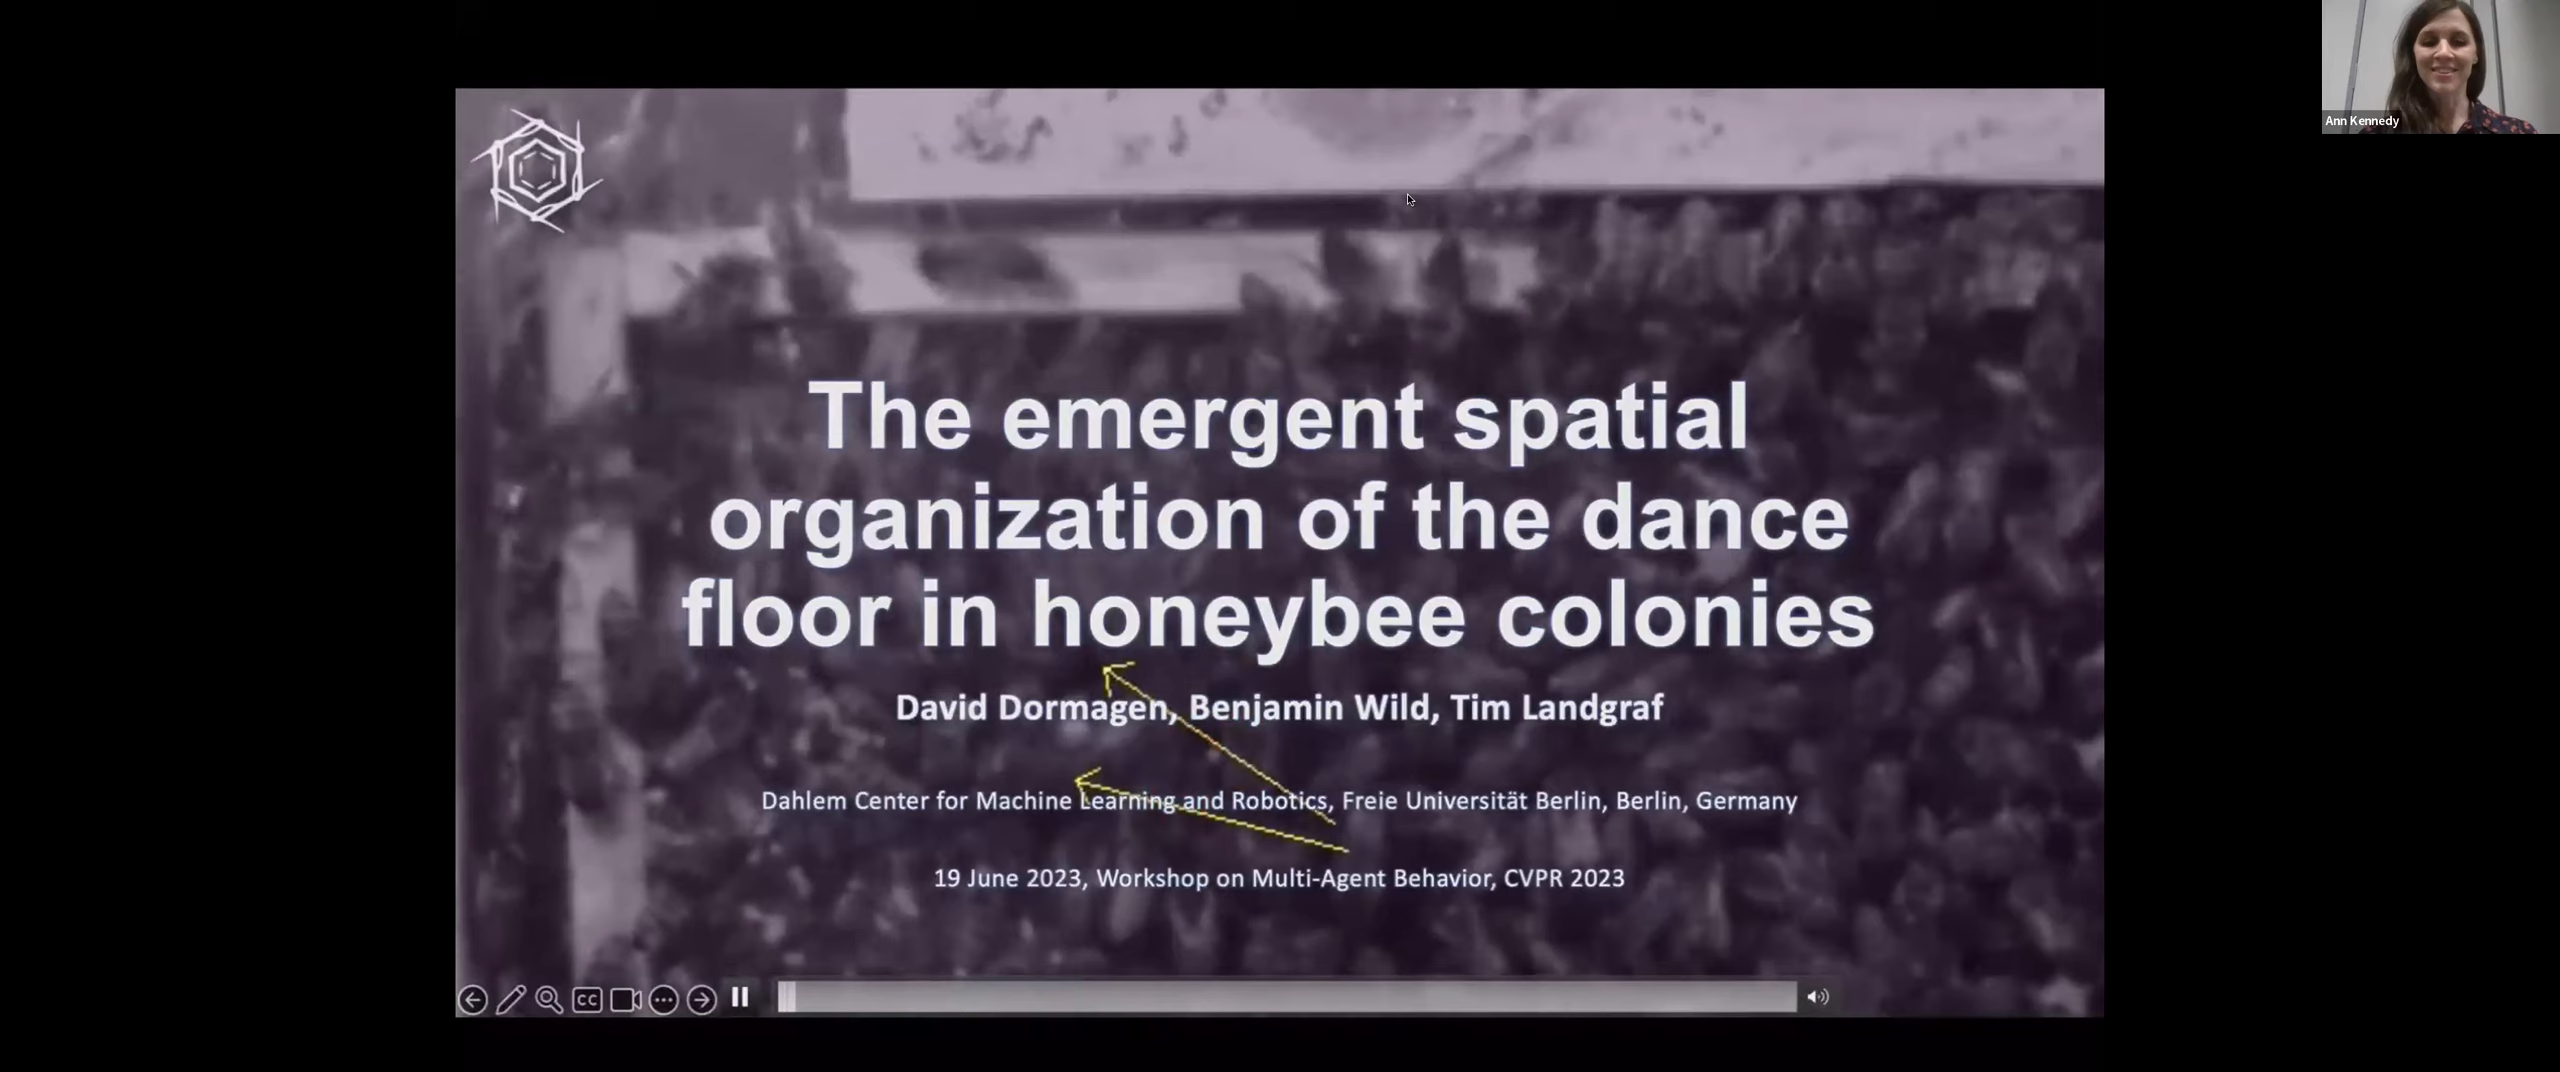 Ann Kennedy
The emergent spatial
organization of the dance
floor in honeybee colonies
David Dormagen, Benjamin Wild, Tim Landgraf
Dahlem Center for Machine Learning and Robotics, Freie Universität Berlin, Berlin, Germany
19 June 2023, Workshop on Multi-Agent Behavior, CVPR 2023
CC